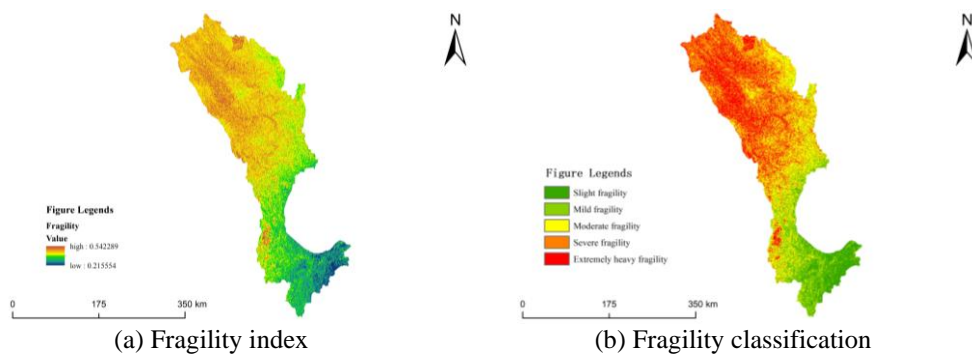 N
Figure Legends
Fragility
Value
high : 0.542289
low : 0.215554
0 175 350 km
(a) Fragility index
N
Figure Legends
Slight fragility
Mild fragility
Moderate fragility
Severe fragility
Extremely heavy fragility
0 175 350 km
(b) Fragility classification